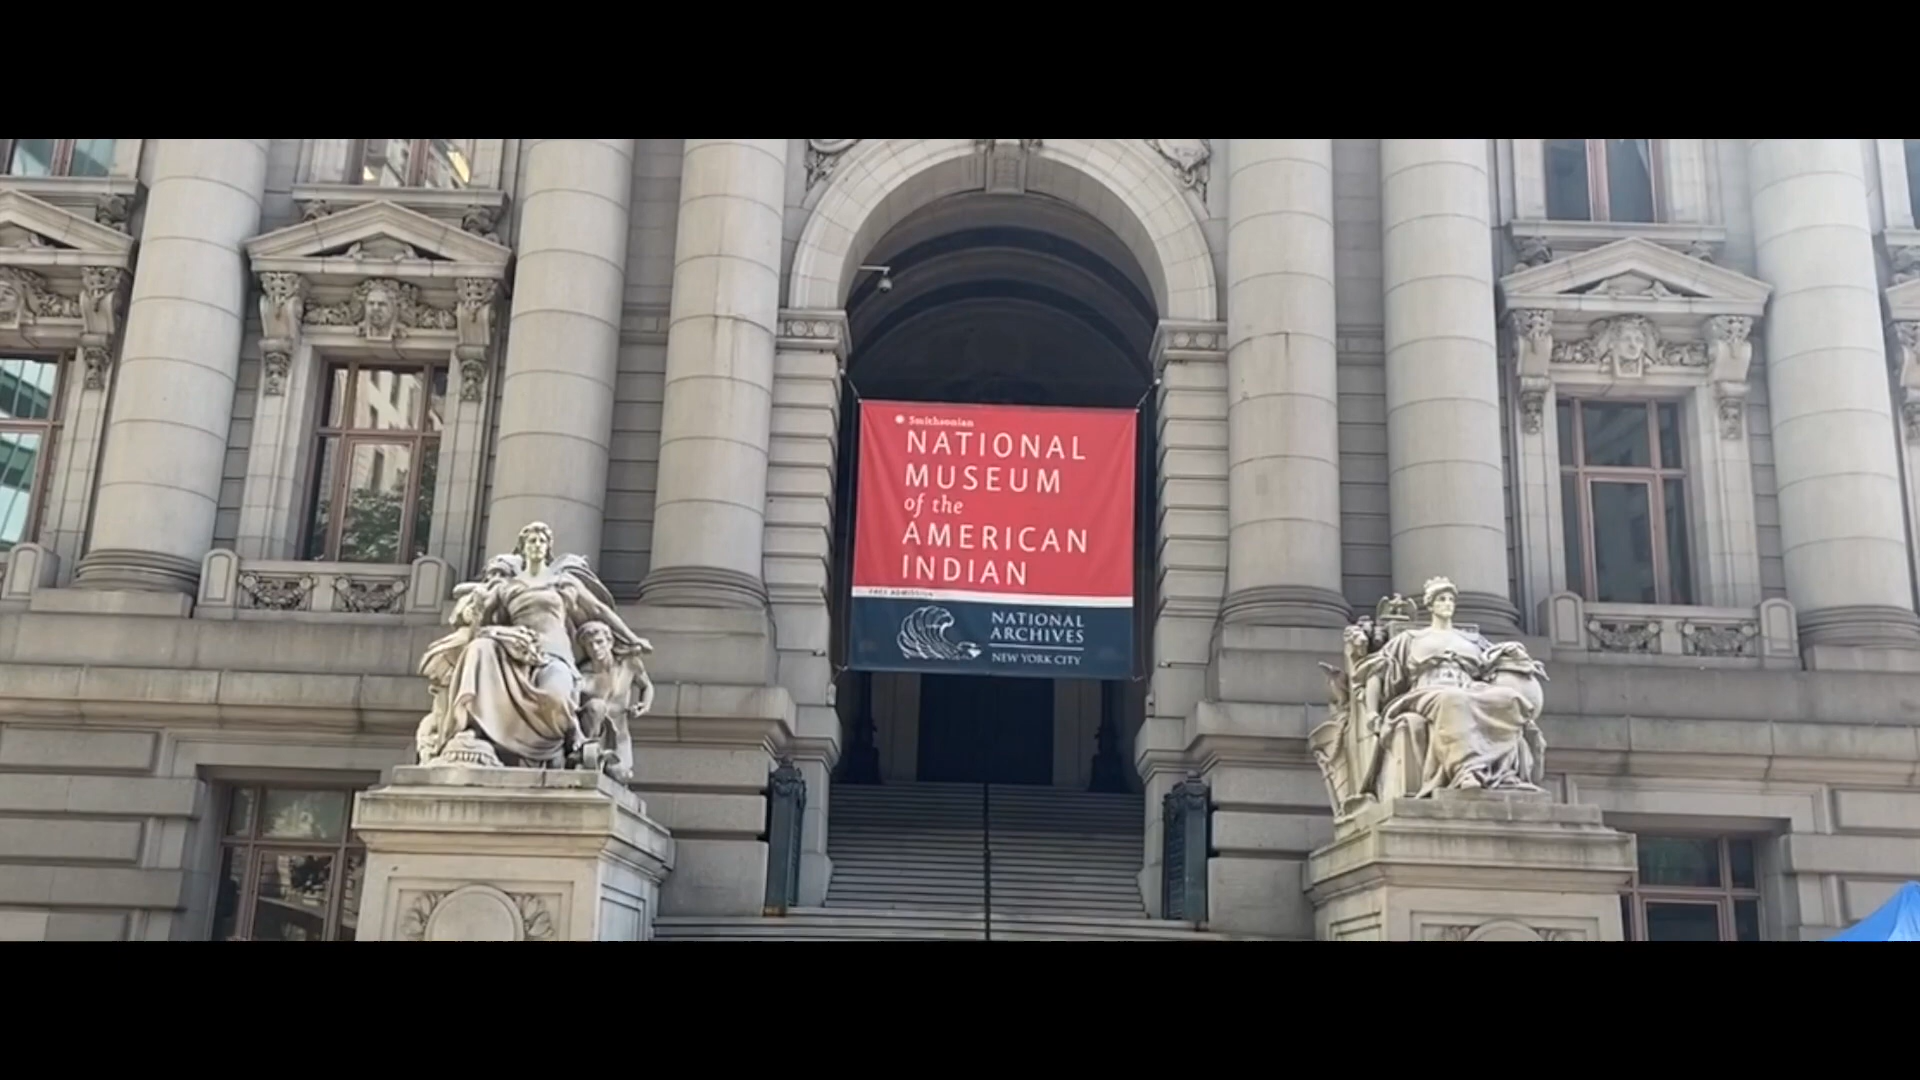 Smithsonian
NATIONAL
MUSEUM
of the
AMERICAN
INDIAN
FREE ADMISSION
NATIONAL
ARCHIVES
NEW YORK CITY